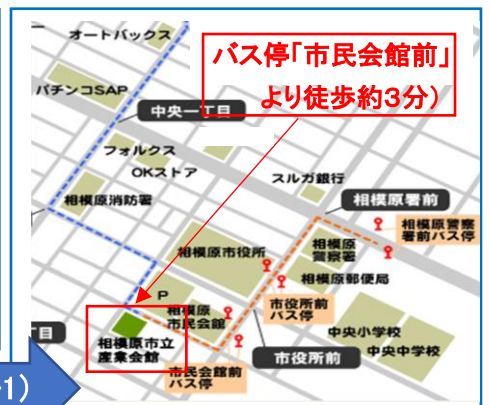 オートバックス
バス停「市民会館前」
より徒歩約３分）
パチンコSAP
中央一丁目
フォルクス
OKストア
スルガ銀行
相模原消防署
相模原署前
相模原警察
署前バス停
相模原市役所
相模原
警察署
相模原郵便局
P
市役所前
バス停
相模原
市民会館
中央小学校
中央中学校
丁目
相模原市立
産業会館
市役所前
市民会館前
バス停
1）